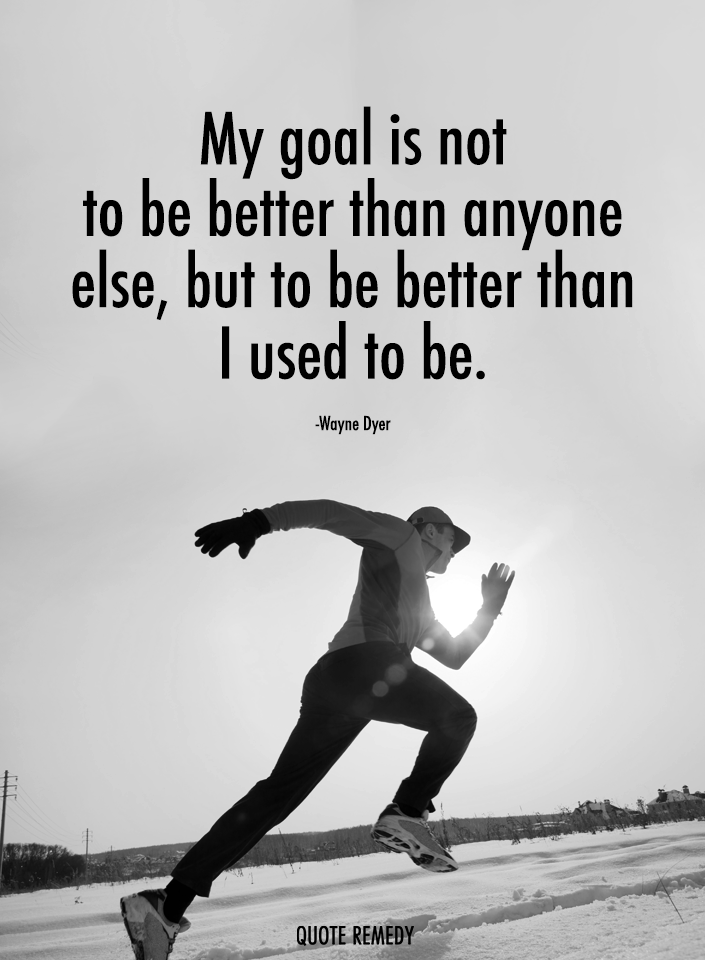 My goal is not
to be better than anyone
else, but to be better than
I used to be.
-Wayne Dyer
QUOTE REMEDY